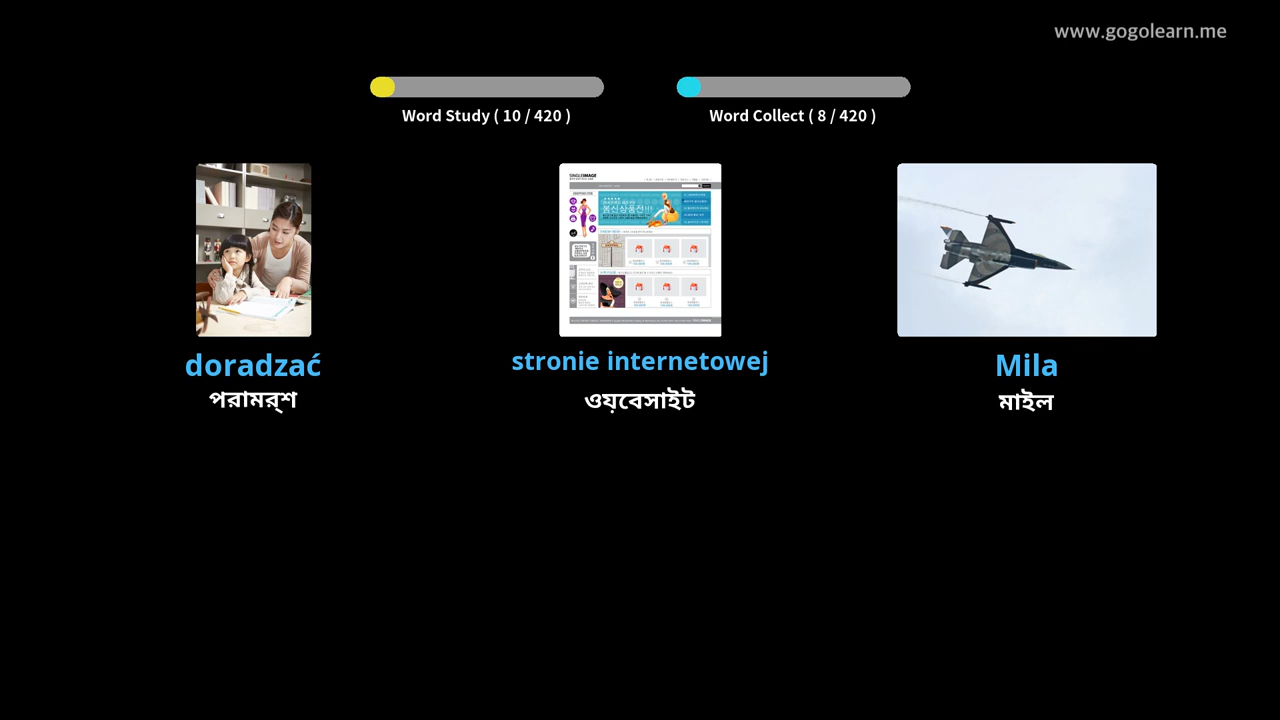 www.gogolearn.me
Word Study ( 10 / 420 )
Word Collect ( 8 / 420 )
doradzać
stronie internetowej
Mila
পরামর্শ
ওয়েবসাইট
মাইল